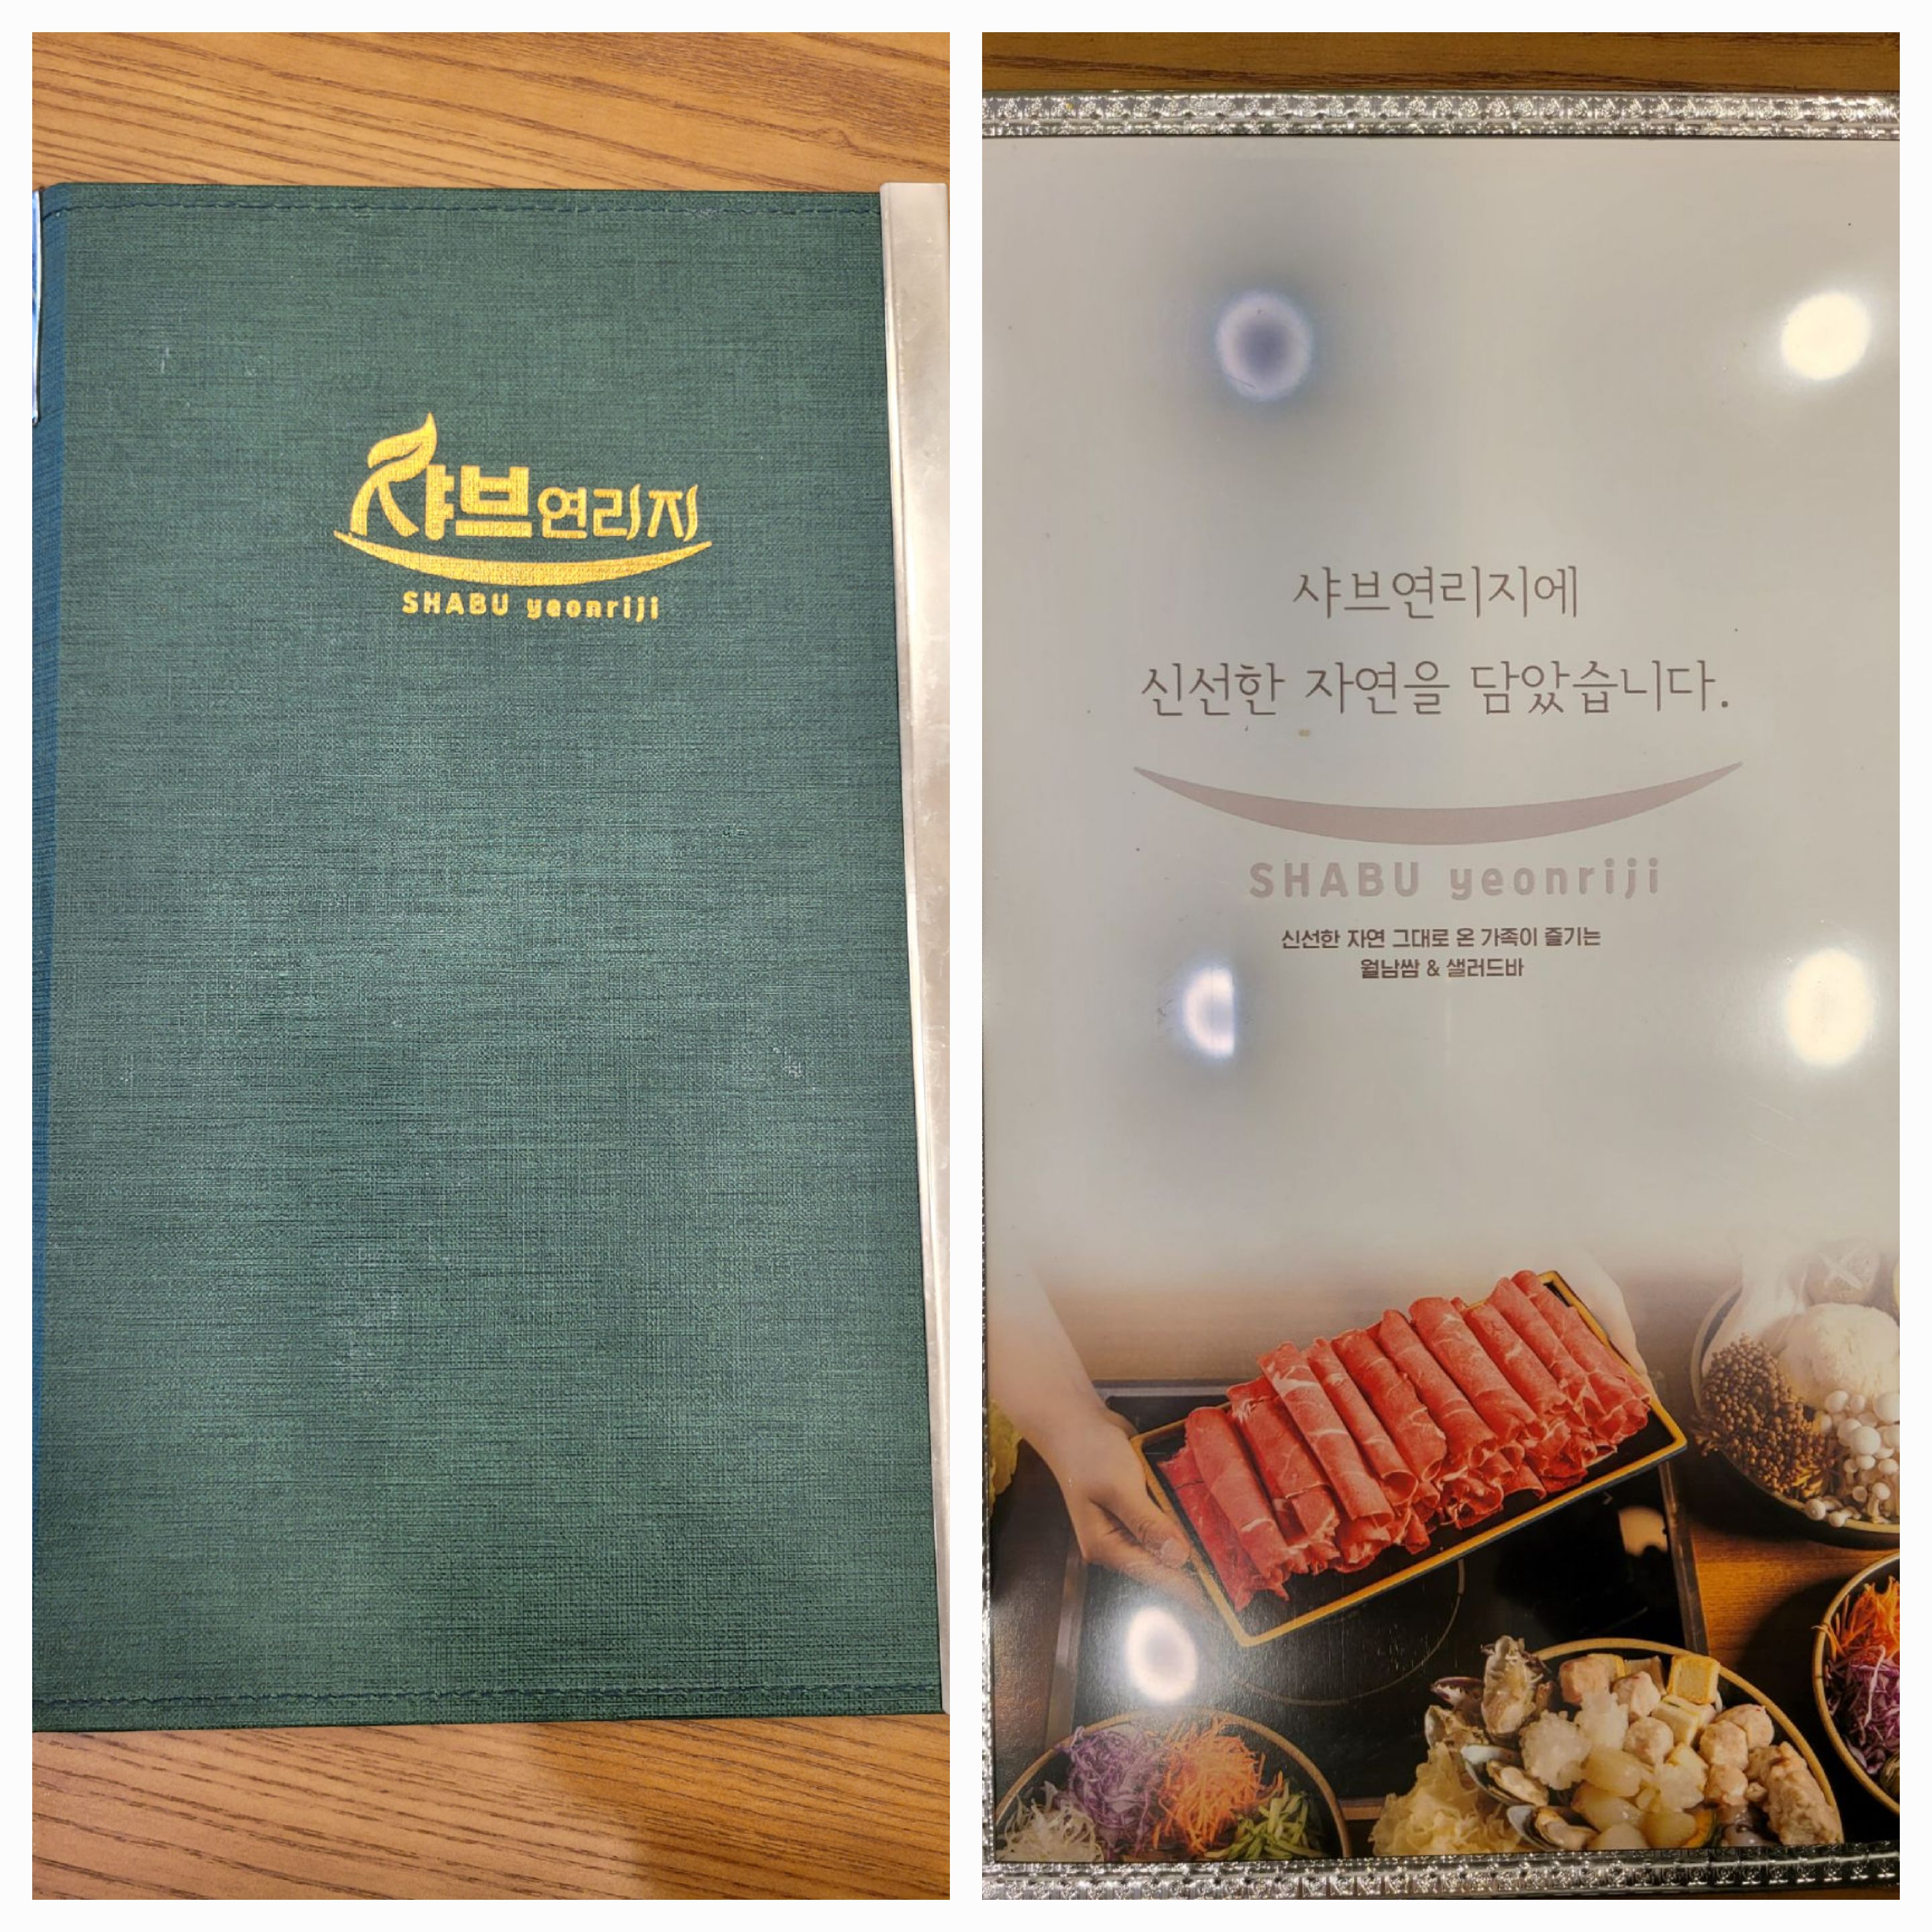 샤브연리지
SHABU yeonriji
샤브연리지에
신선한 자연을 담았습니다.
SHABU yeonriji
신선한 자연 그대로 온 가족이 즐기는
월남쌈 & 샐러드바